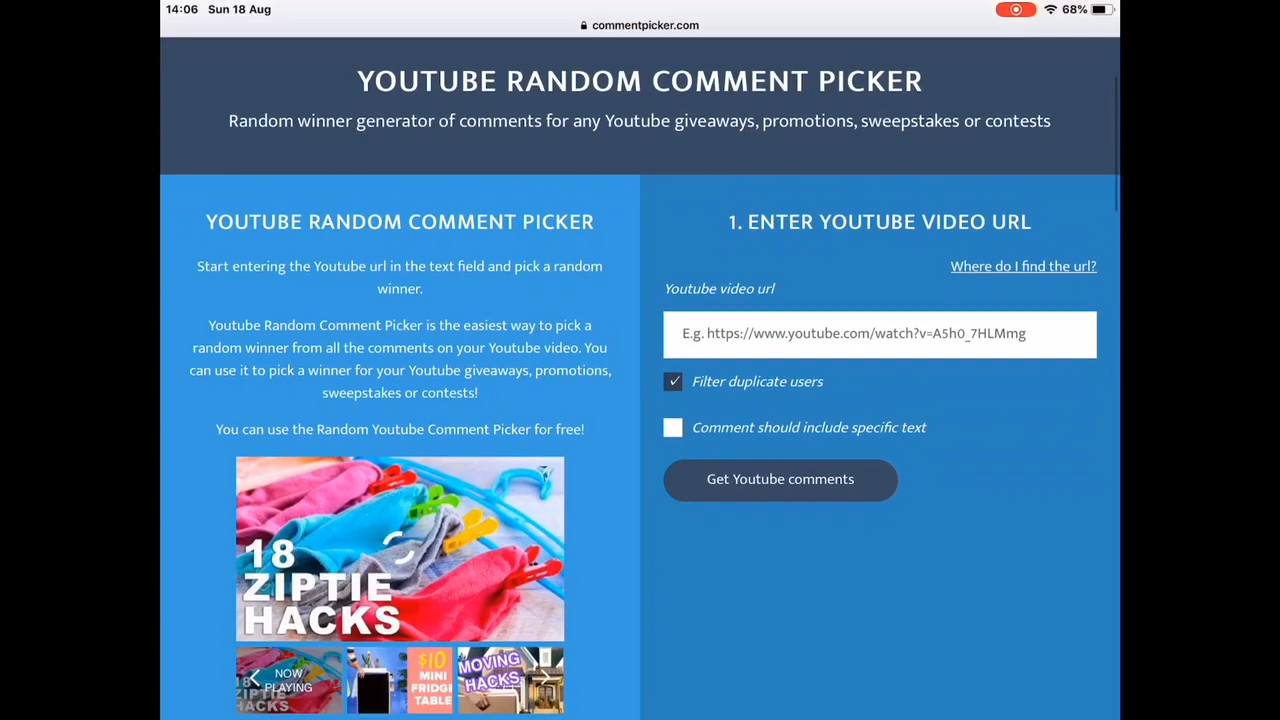 14:06 Sun 18 Aug
68%
commentpicker.com
YOUTUBE RANDOM COMMENT PICKER
Random winner generator of comments for any Youtube giveaways, promotions, sweepstakes or contests
YOUTUBE RANDOM COMMENT PICKER
Start entering the Youtube url in the text field and pick a random
winner.
Youtube Random Comment Picker is the easiest way to pick a
random winner from all the comments on your Youtube video. You
can use it to pick a winner for your Youtube giveaways, promotions,
sweepstakes or contests!
You can use the Random Youtube Comment Picker for free!
18
ZIPTIE
HACKS
NOW
PLAYING
ZIPTIE
HACKS
$10
MINI
FRIDGE
TABLE
MOVING
HACKS
1. ENTER YOUTUBE VIDEO URL
Where do I find the url?
Youtube video url
E.g. https://www.youtube.com/watch?v=A5h0_7HLMmg
Filter duplicate users
Comment should include specific text
Get Youtube comments